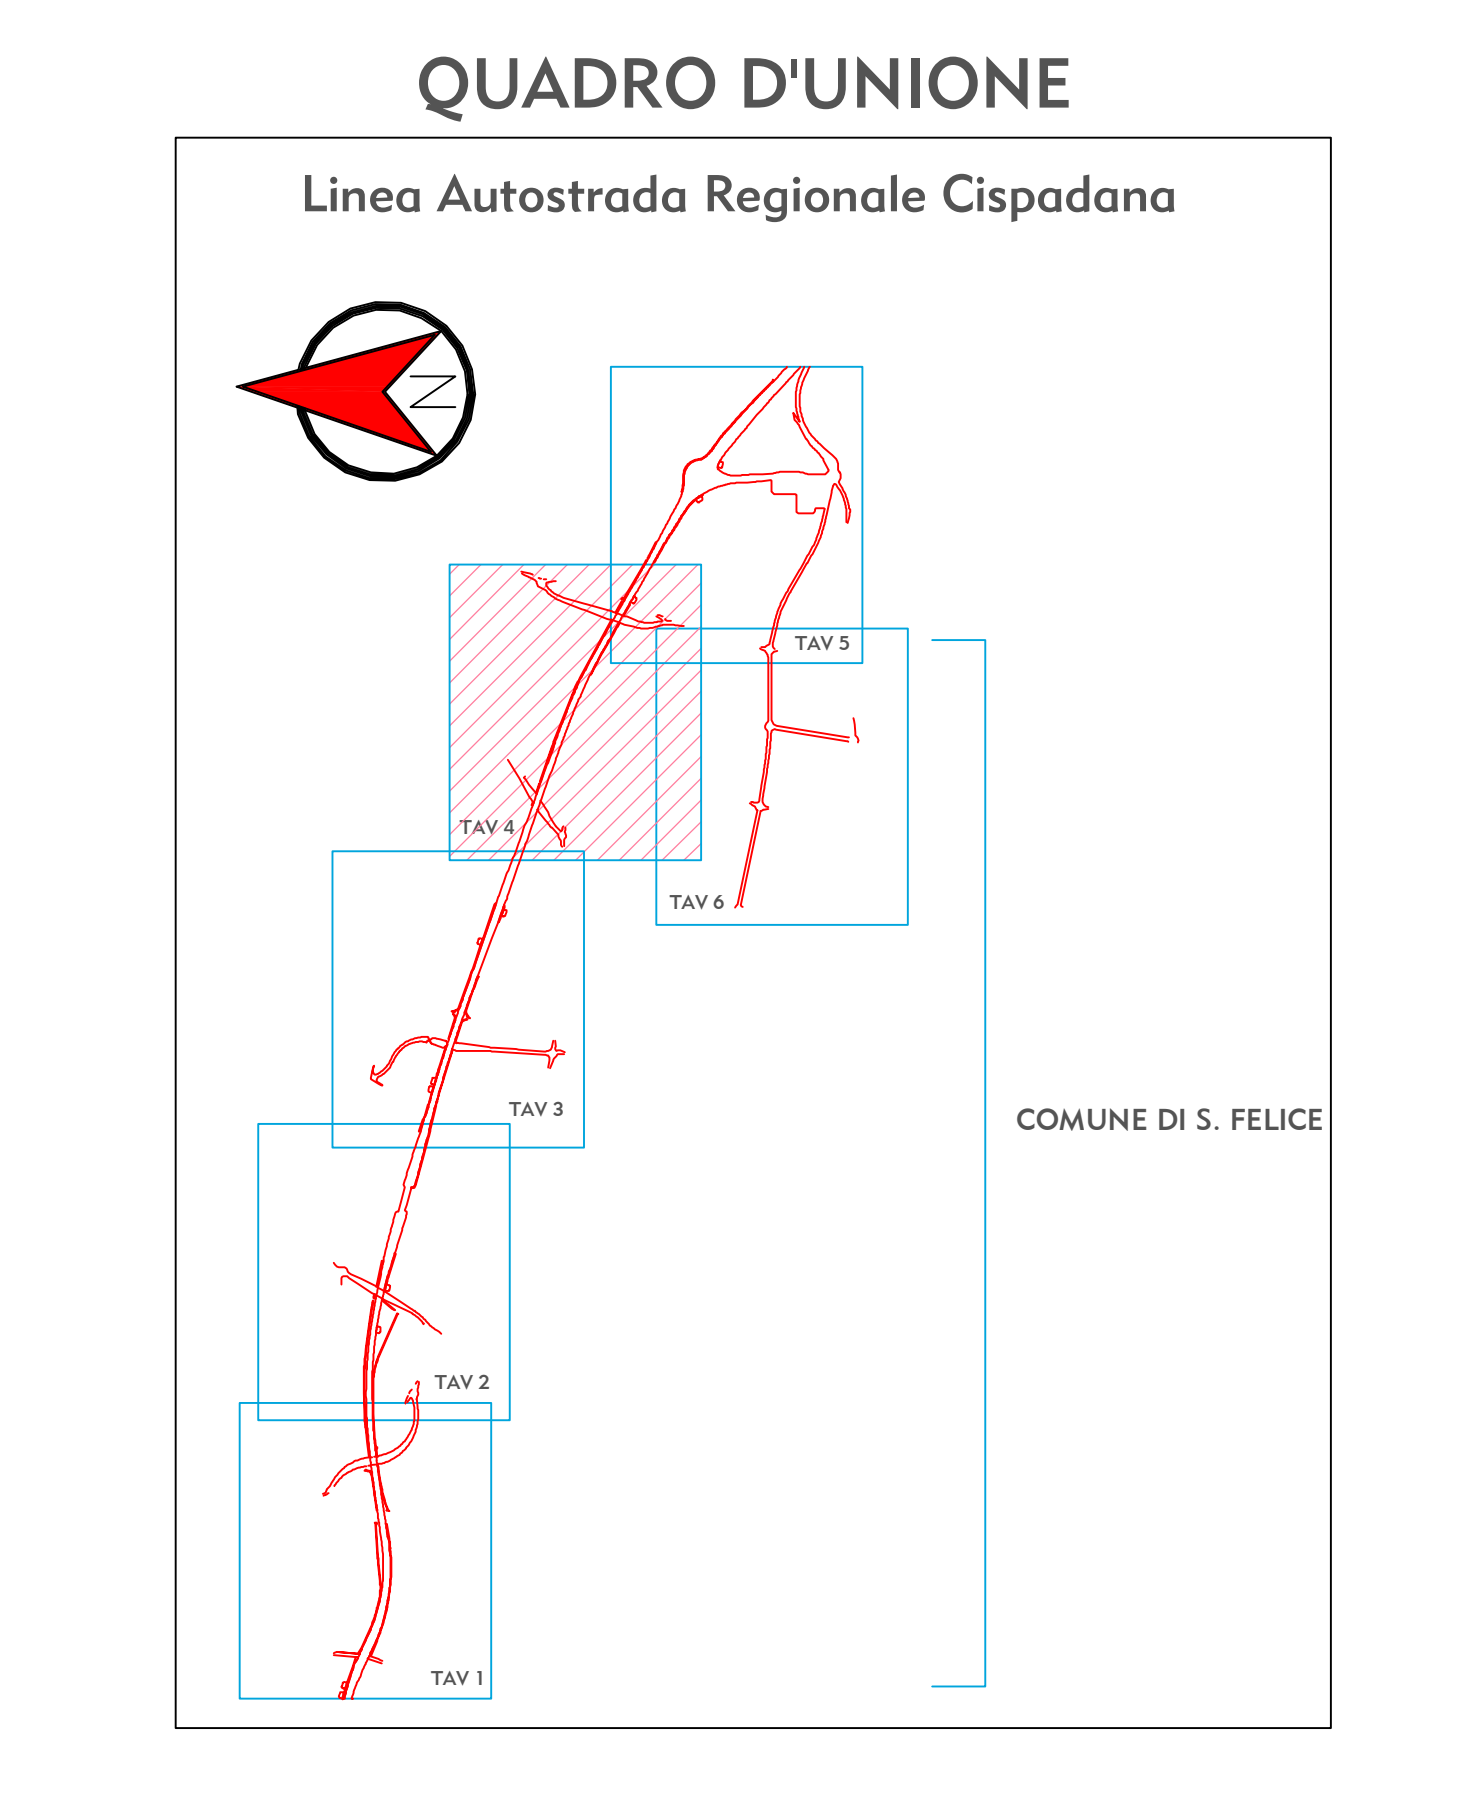 QUADRO D'UNIONE
Linea Autostrada Regionale Cispadana
N
TAV 5
TAV 4
TAV 6
TAV 3
COMUNE DI S. FELICE
TAV 2
TAV 1